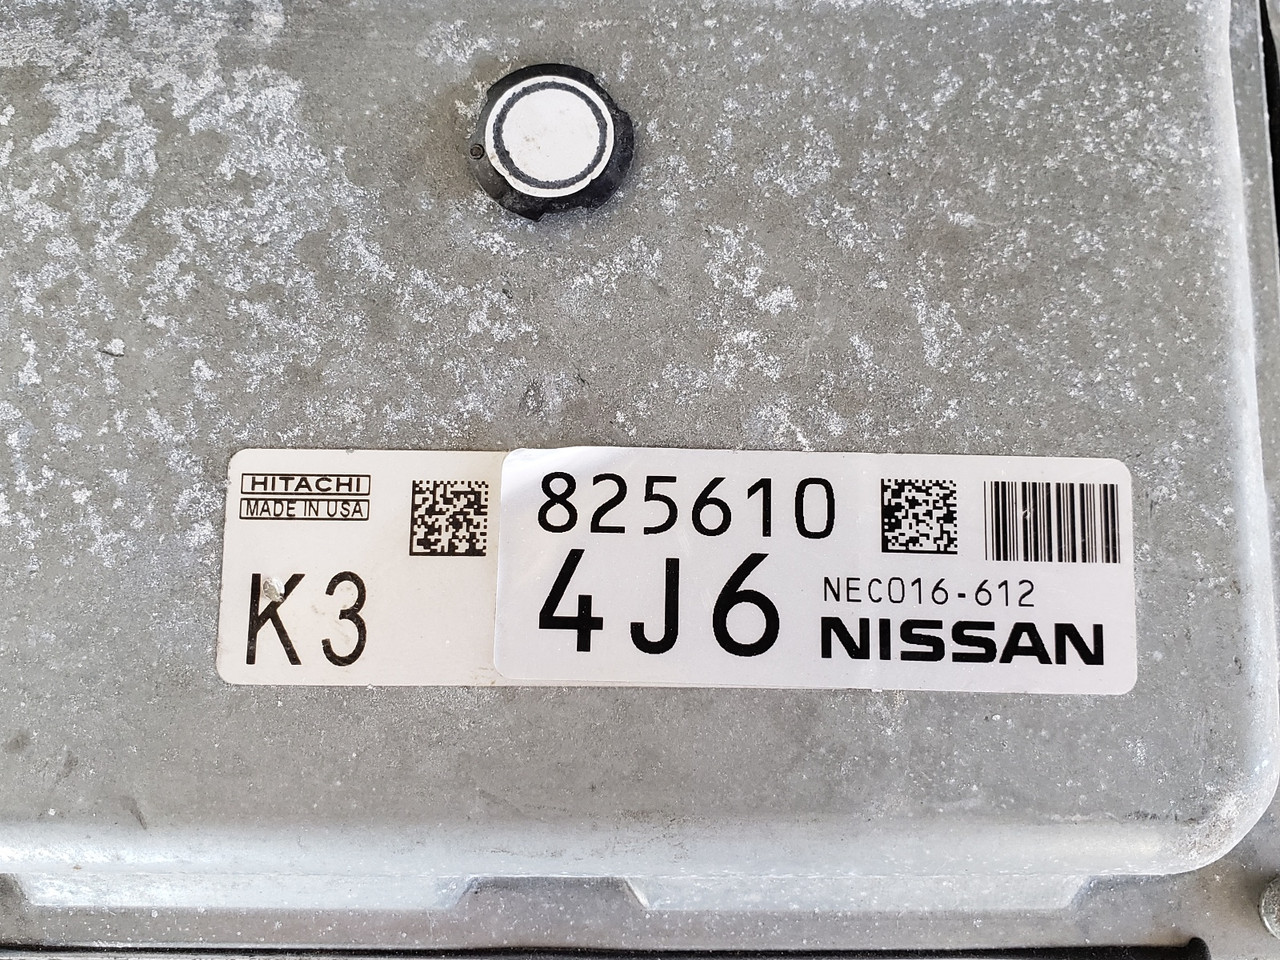 HITACHI
MADE IN USA
K3
825610
4J6
NEC016-612
NISSAN